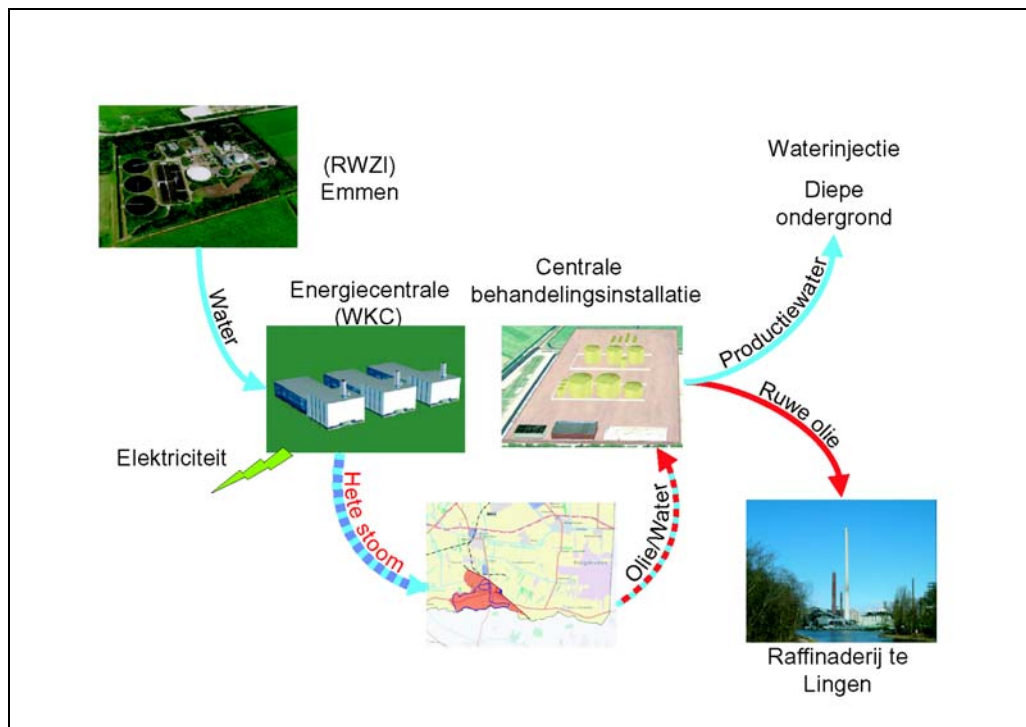 (RWZI)
Emmen
Waterinjectie
Diepe
ondergrond
Water
Energiecentrale
(WKC)
Centrale
behandelingsinstallatie
Productiewater
Ruwe olie
Elektriciteit
Hete stoom
Olie/Water
Raffinaderij te
Lingen